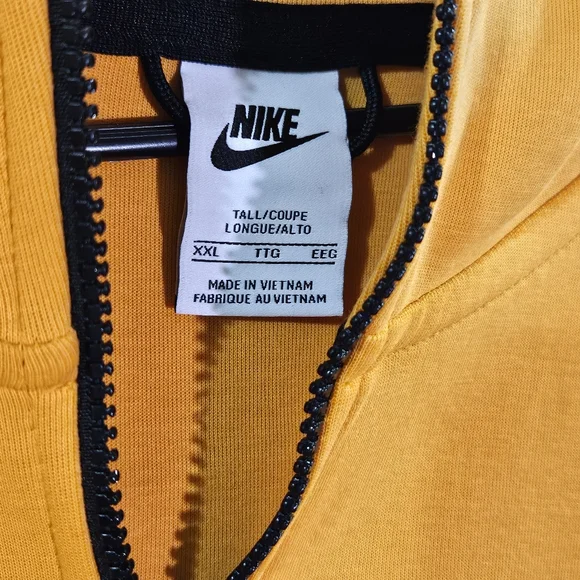 NIKE
TALL/COUPE
LONGUE/ALTO
XXL TTG EEG
MADE IN VIETNAM
FABRIQUE AU VIETNAM